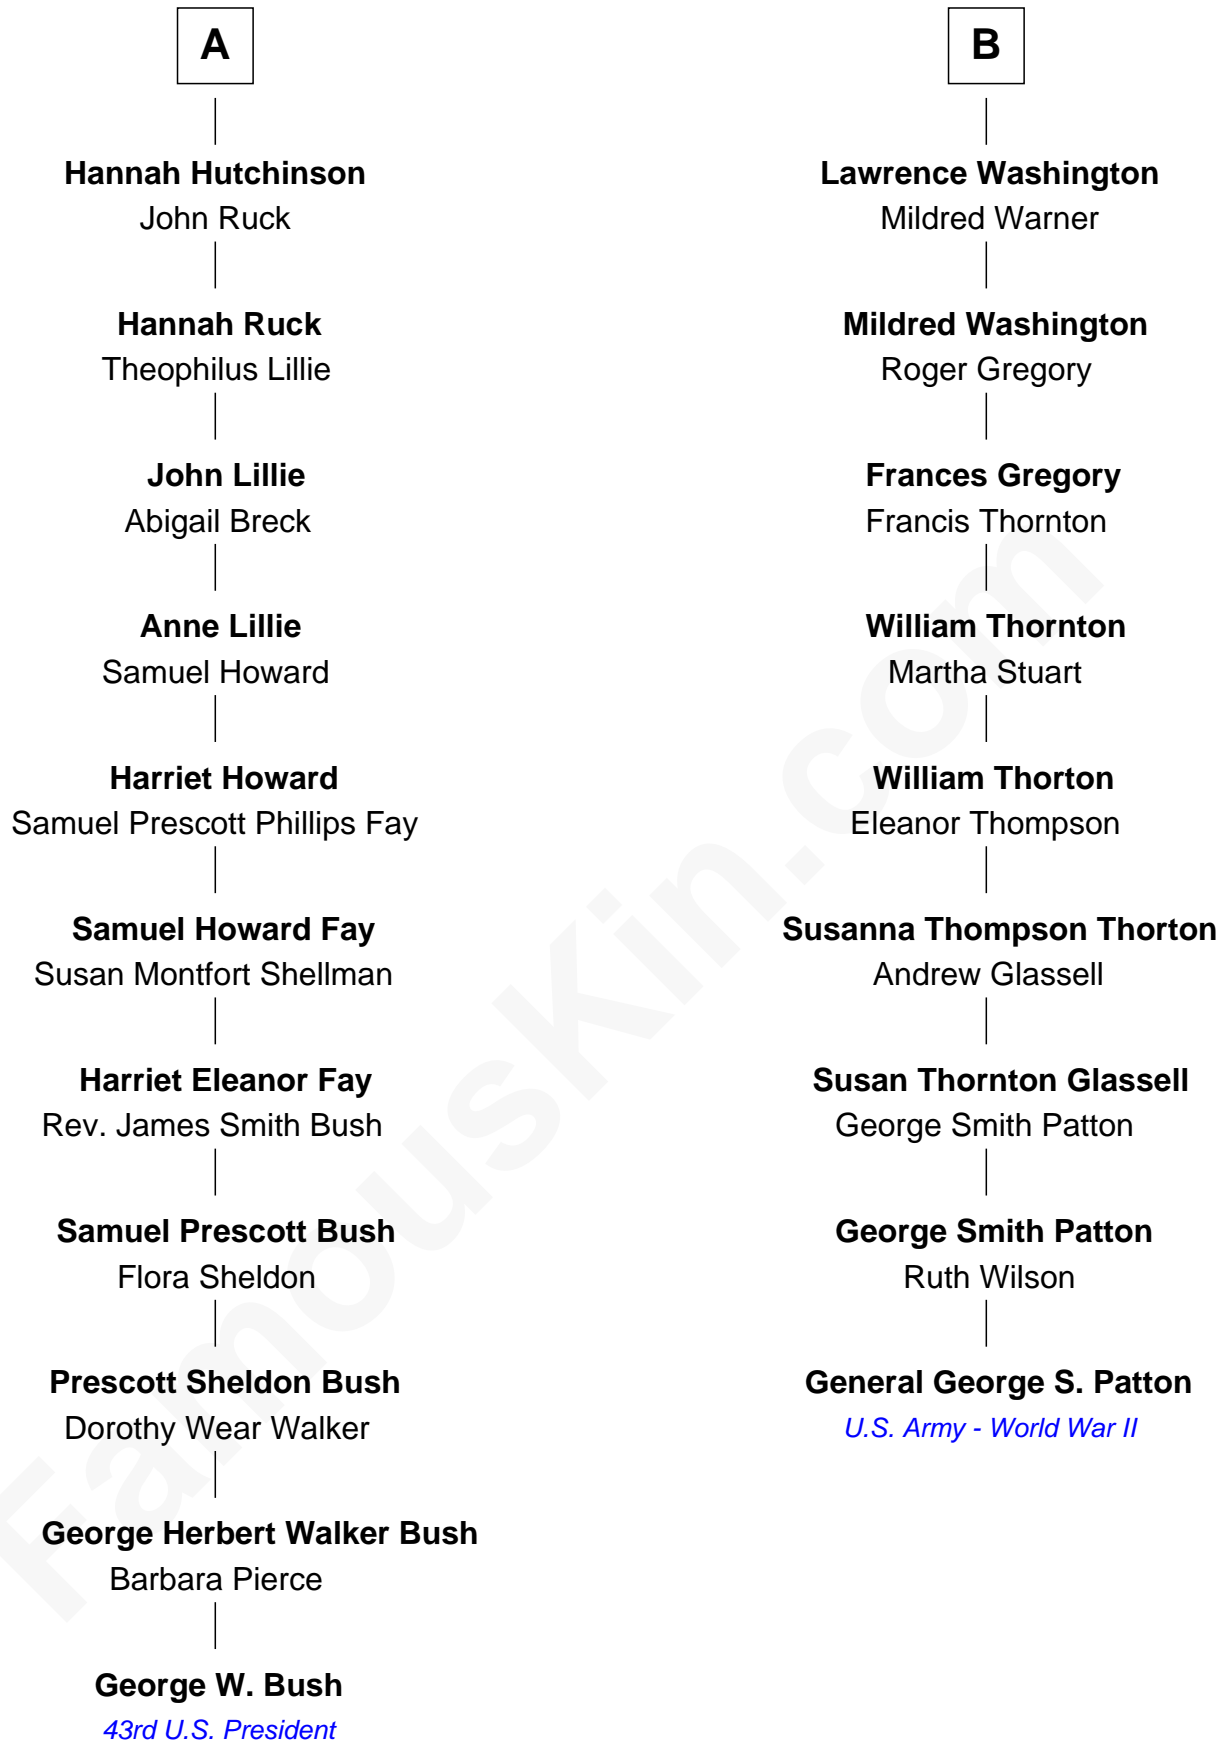 A
Hannah Hutchinson
John Ruck
Hannah Ruck
Theophilus Lillie
John Lillie
Abigail Breck
Anne Lillie
Samuel Howard
Harriet Howard
Samuel Prescott Phillips Fay
Samuel Howard Fay
Susan Montfort Shellman
Harriet Eleanor Fay
Rev. James Smith Bush
Samuel Prescott Bush
Flora Sheldon
Prescott Sheldon Bush
Dorothy Wear Walker
George Herbert Walker Bush
Barbara Pierce
George W. Bush
43rd U.S. President
B
Lawrence Washington
Mildred Warner
Mildred Washington
Roger Gregory
Frances Gregory
Francis Thornton
William Thornton
Martha Stuart
William Thorton
Eleanor Thompson
Susanna Thompson Thorton
Andrew Glassell
Susan Thornton Glassell
George Smith Patton
George Smith Patton
Ruth Wilson
General George S. Patton
U.S. Army - World War II
FamousKin.com